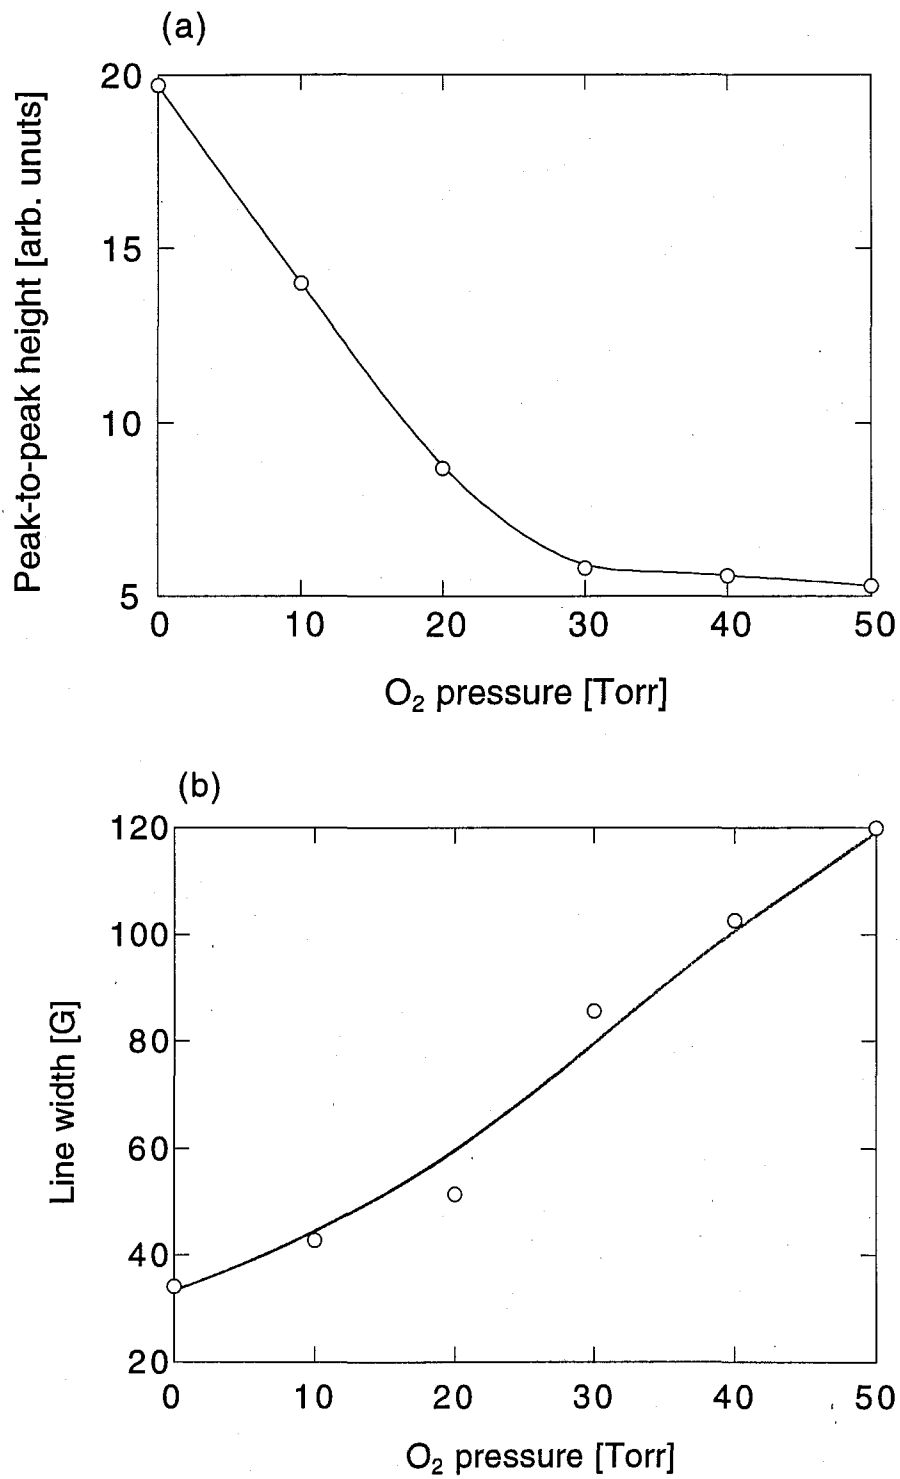 (a)
Peak-to-peak height [arb. unuts]
20
15
10
5
0 10 20 30 40 50
O₂ pressure [Torr]
(b)
Line width [G]
120
100
80
60
40
20
0 10 20 30 40 50
O₂ pressure [Torr]